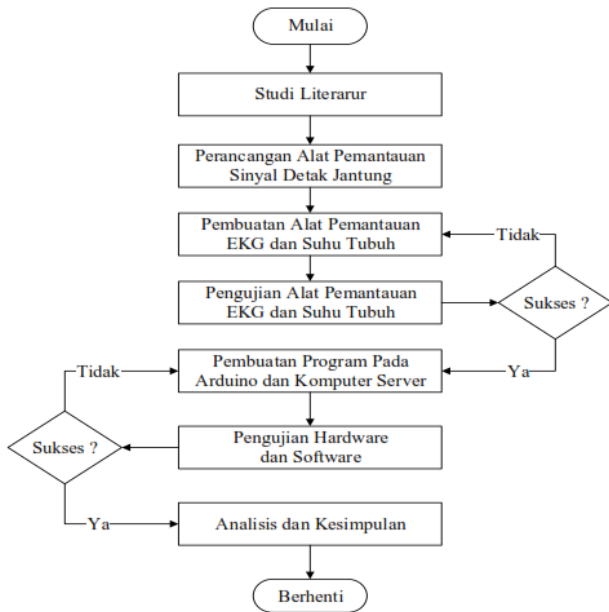 Mulai
Studi Literarur
Perancangan Alat Pemantauan
Sinyal Detak Jantung
Pembuatan Alat Pemantauan
EKG dan Suhu Tubuh
Tidak
Pengujian Alat Pemantauan
EKG dan Suhu Tubuh
Sukses ?
Ya
Pembuatan Program Pada
Arduino dan Komputer Server
Tidak
Pengujian Hardware
dan Software
Sukses ?
Ya
Analisis dan Kesimpulan
Berhenti